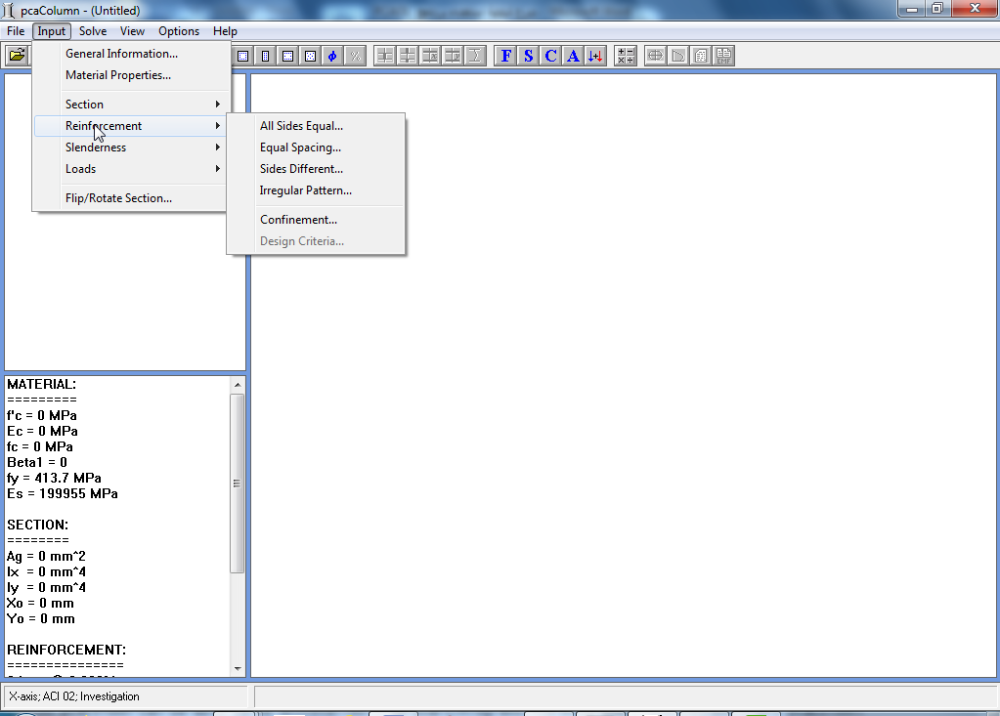 pcaColumn - (Untitled)
File Input Solve View Options Help
General Information...
Material Properties...
Section
Reinforcement
Slenderness
Loads
Flip/Rotate Section...
All Sides Equal...
Equal Spacing...
Sides Different...
Irregular Pattern...
Confinement...
Design Criteria...
F S C A
MATERIAL:
=========
f'c = 0 MPa
Ec = 0 MPa
fc = 0 MPa
Beta1 = 0
fy = 413.7 MPa
Es = 199955 MPa
SECTION:
========
Ag = 0 mm^2
Ix = 0 mm^4
Iy = 0 mm^4
Xo = 0 mm
Yo = 0 mm
REINFORCEMENT:
===============
X-axis; ACI 02; Investigation